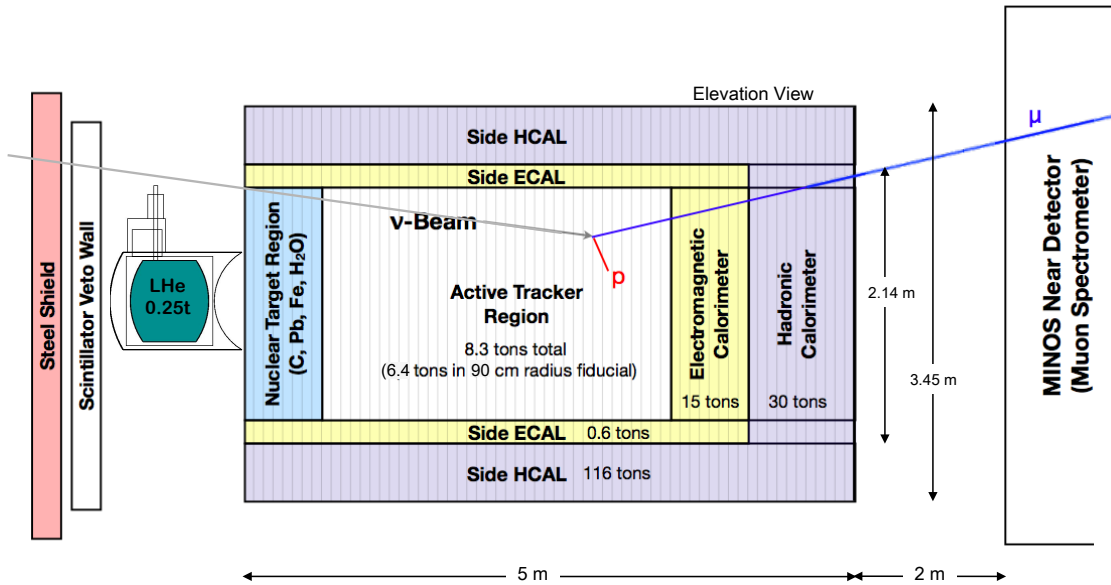 Elevation View
Side HCAL
Side ECAL
ν-Beam
μ
p
Steel Shield
Scintillator Veto Wall
LHe
0.25t
Nuclear Target Region
(C, Pb, Fe, H₂O)
Active Tracker
Region
8.3 tons total
(6.4 tons in 90 cm radius fiducial)
Electromagnetic
Calorimeter
15 tons
Hadronic
Calorimeter
30 tons
2.14 m
3.45 m
MINOS Near Detector
(Muon Spectrometer)
Side ECAL 0.6 tons
Side HCAL 116 tons
5 m
2 m